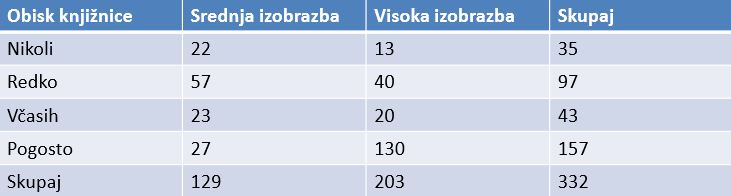 Obisk knjižnice Srednja izobrazba Visoka izobrazba Skupaj
Nikoli 22 13 35
Redko 57 40 97
Včasih 23 20 43
Pogosto 27 130 157
Skupaj 129 203 332